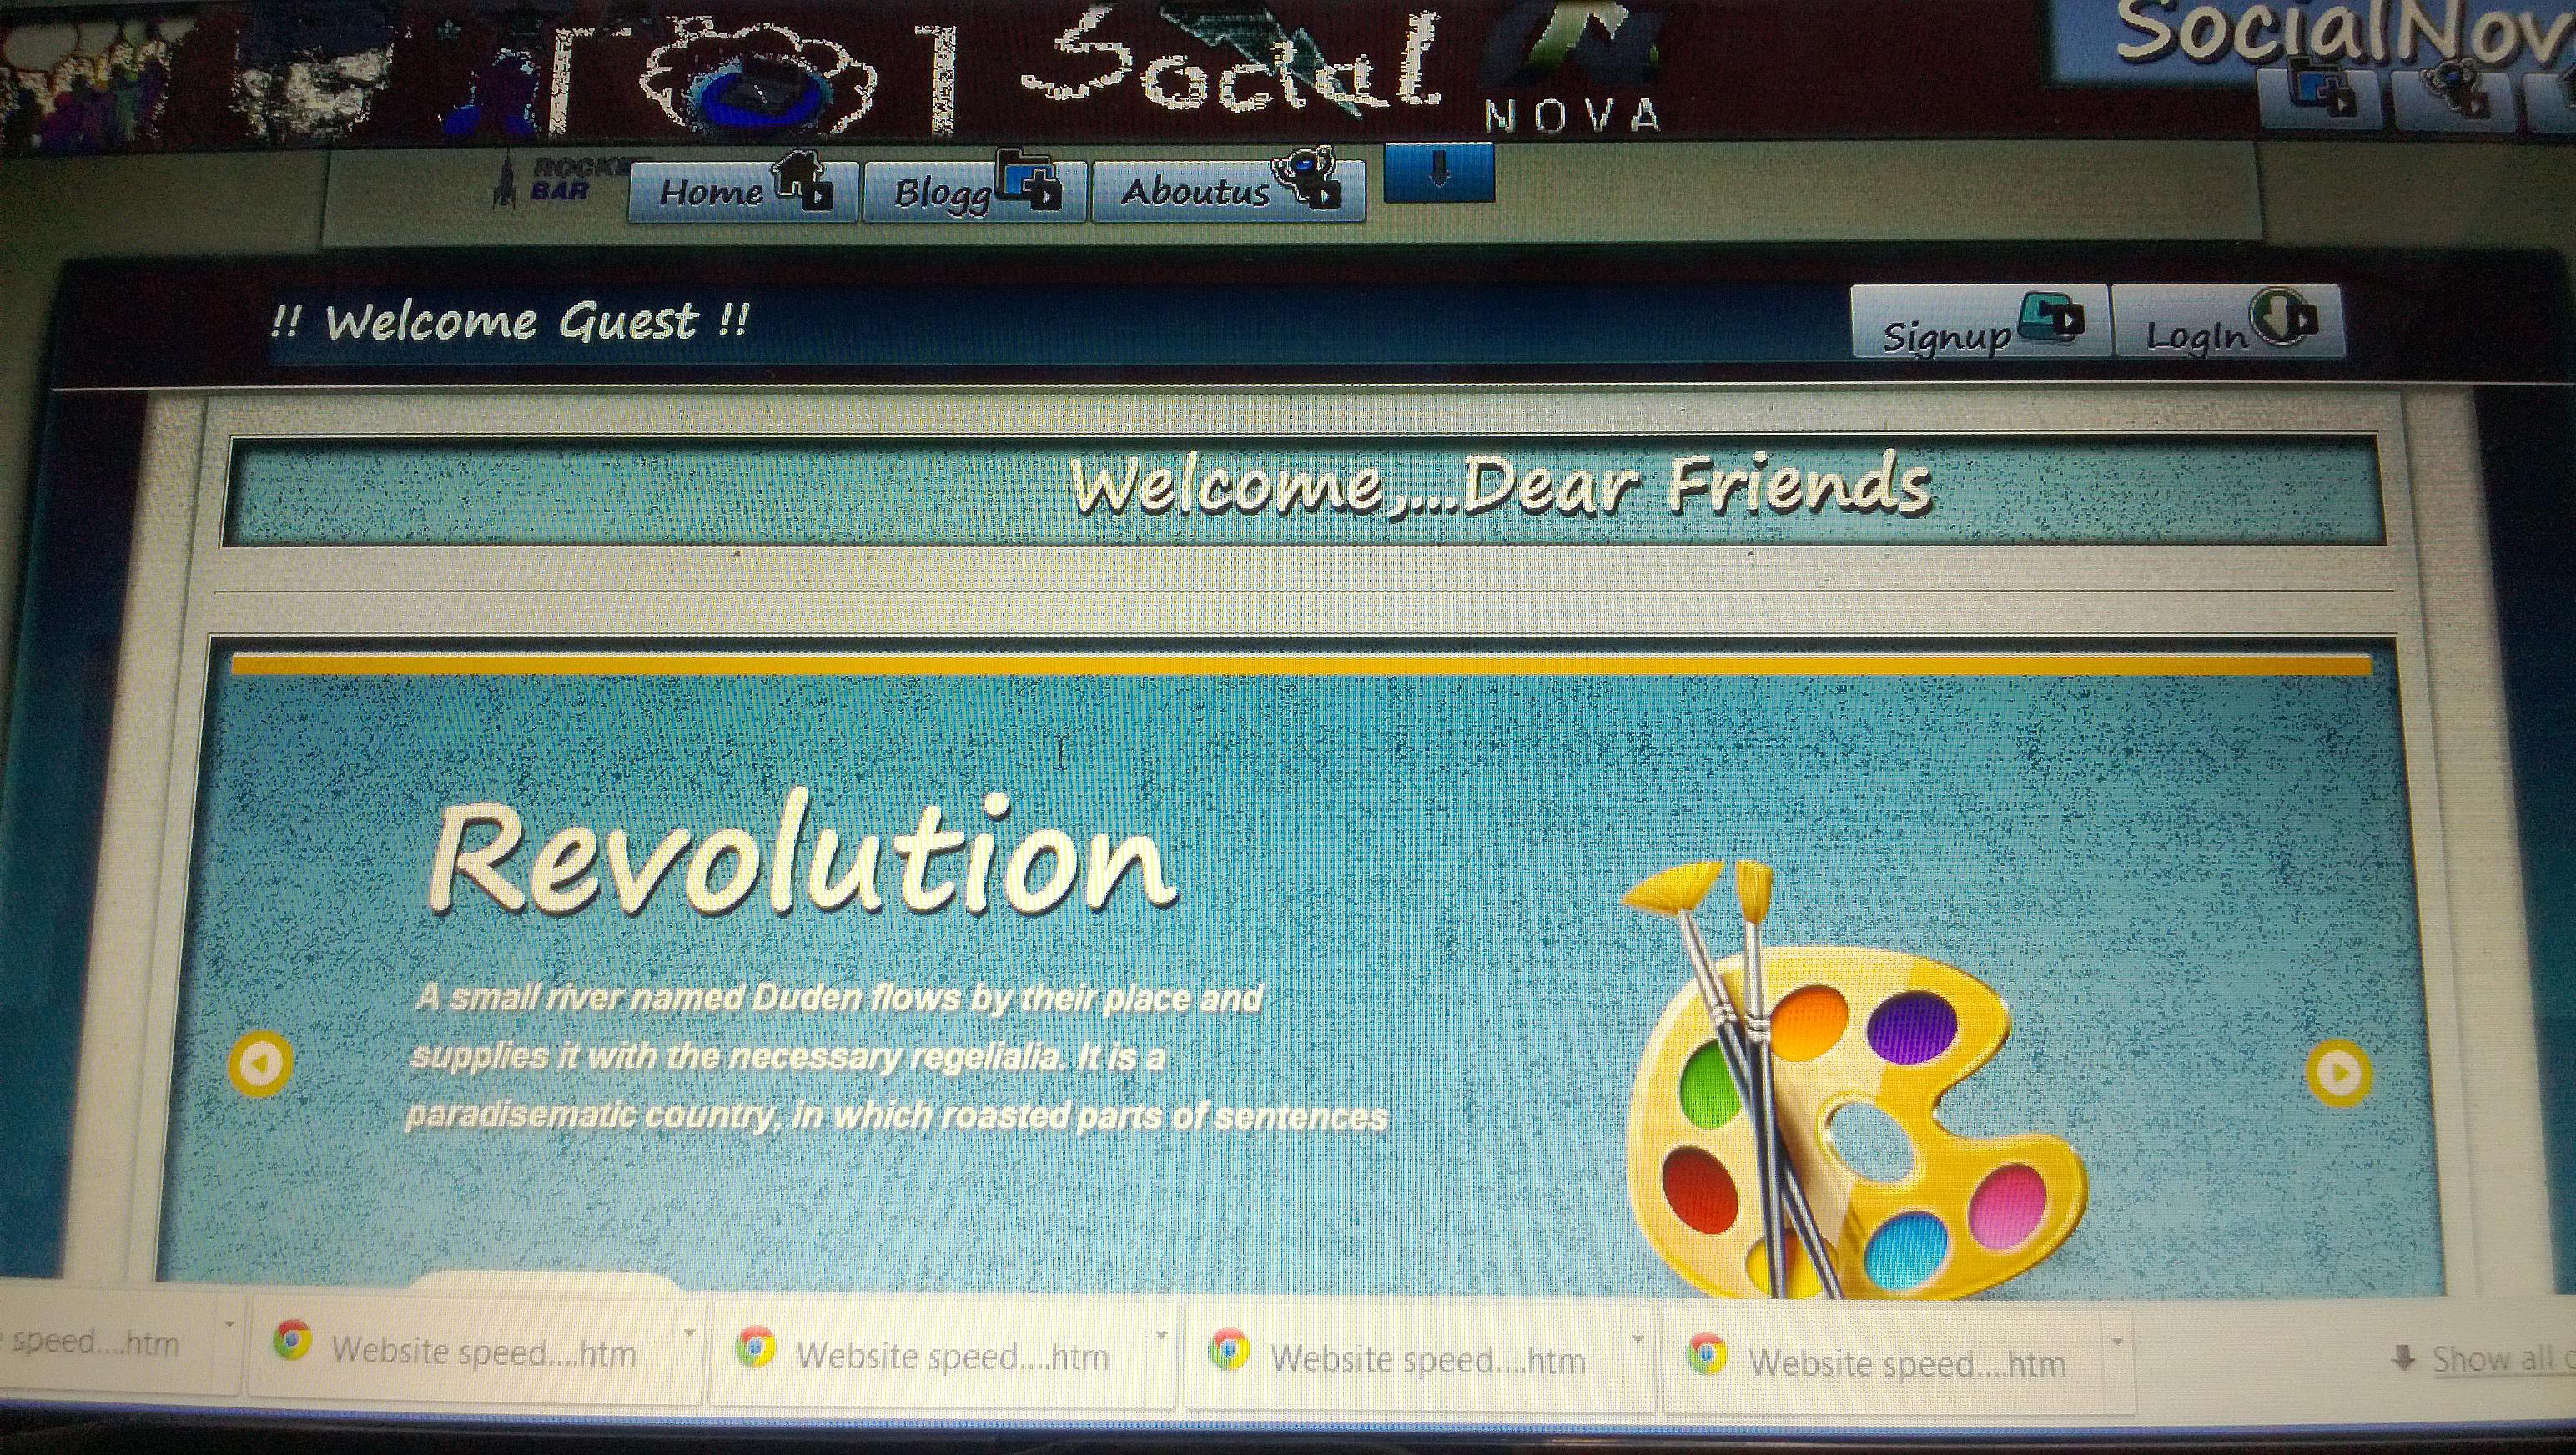 Social
NOVA
SocialNov
ROCKE
BAR
Home
Blogg
Aboutus
!! Welcome Guest !!
Signup
LogIn
Welcome,...Dear Friends
Revolution
A small river named Duden flows by their place and
supplies it with the necessary regelialia. It is a
paradisematic country, in which roasted parts of sentences
speed....htm
Website speed....htm
Website speed....htm
Website speed....htm
Website speed....htm
Show all